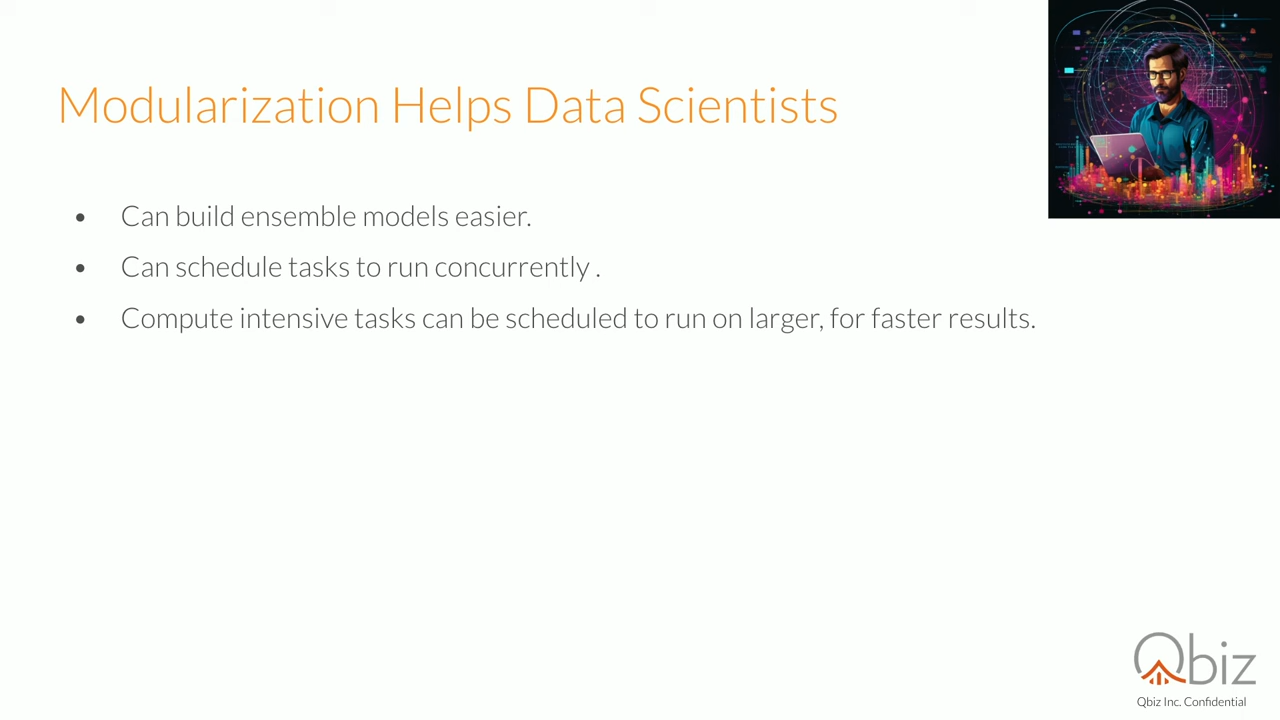 Modularization Helps Data Scientists
• Can build ensemble models easier.
• Can schedule tasks to run concurrently .
• Compute intensive tasks can be scheduled to run on larger, for faster results.
Qbiz
Qbiz Inc. Confidential